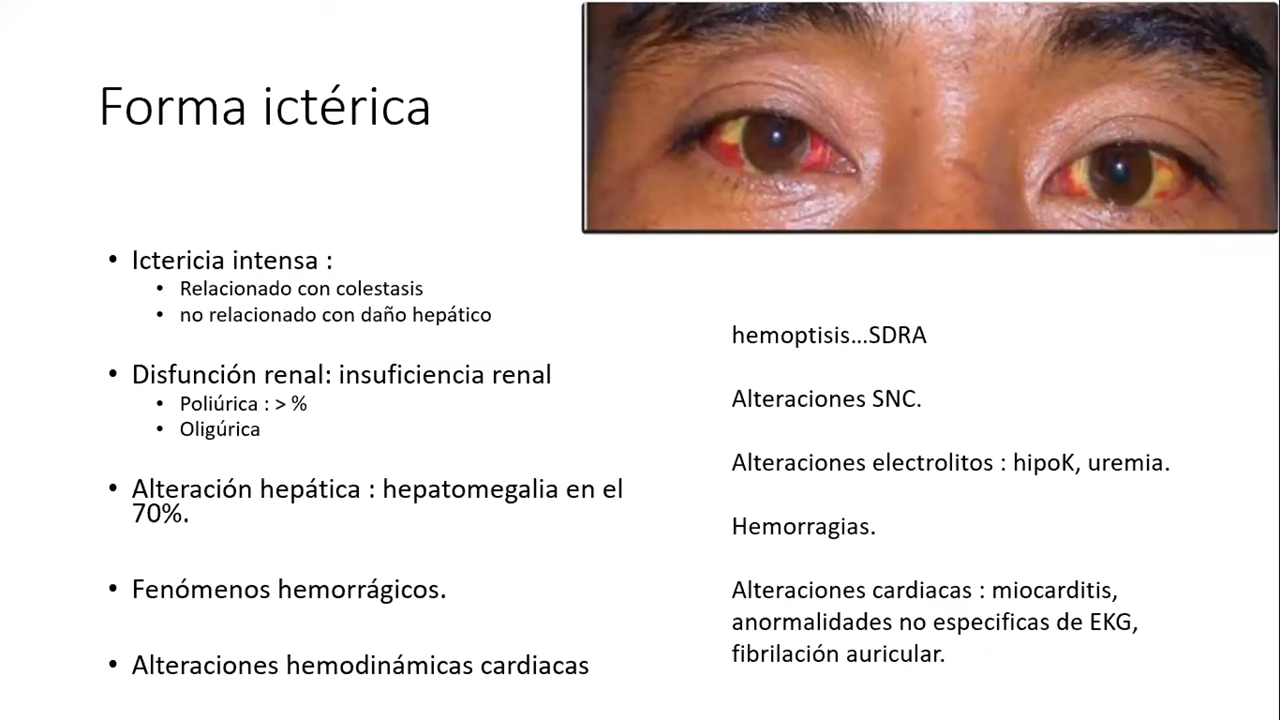 Forma ictérica
• Ictericia intensa :
• Relacionado con colestasis
• no relacionado con daño hepático
• Disfunción renal: insuficiencia renal
• Poliúrica : > %
• Oligúrica
• Alteración hepática : hepatomegalia en el
70%.
• Fenómenos hemorrágicos.
• Alteraciones hemodinámicas cardiacas
hemoptisis...SDRA
Alteraciones SNC.
Alteraciones electrolitos : hipoK, uremia.
Hemorragias.
Alteraciones cardiacas : miocarditis,
anormalidades no especificas de EKG,
fibrilación auricular.